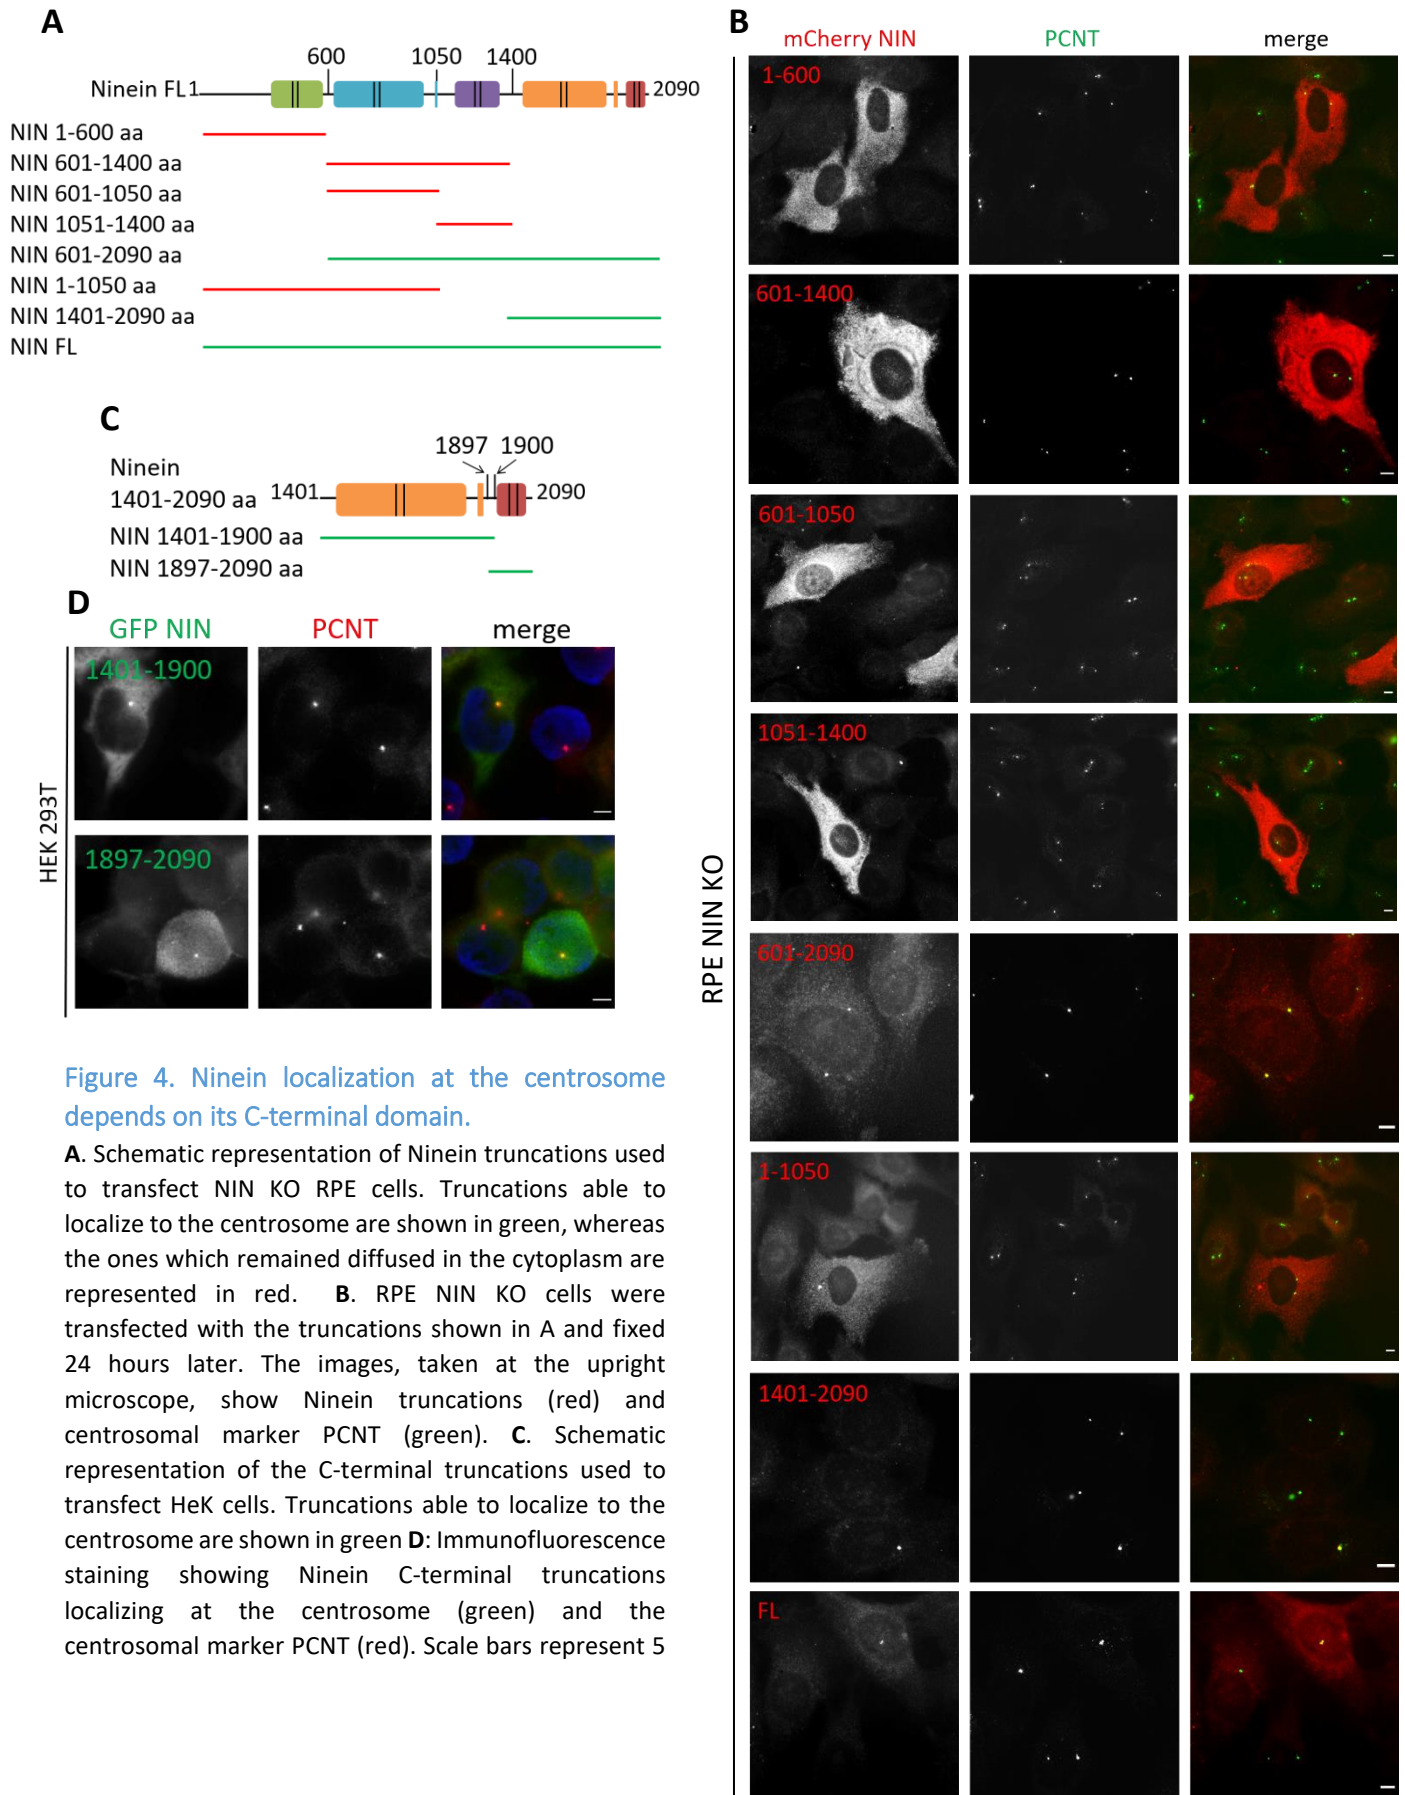 A
600 1050 1400
Ninein FL 1 2090
NIN 1-600 aa
NIN 601-1400 aa
NIN 601-1050 aa
NIN 1051-1400 aa
NIN 601-2090 aa
NIN 1-1050 aa
NIN 1401-2090 aa
NIN FL
C
1897 1900
Ninein
1401-2090 aa 1401 2090
NIN 1401-1900 aa
NIN 1897-2090 aa
D
GFP NIN PCNT merge
HEK 293T
1401-1900
1897-2090
Figure 4. Ninein localization at the centrosome
depends on its C-terminal domain.
A. Schematic representation of Ninein truncations used
to transfect NIN KO RPE cells. Truncations able to
localize to the centrosome are shown in green, whereas
the ones which remained diffused in the cytoplasm are
represented in red. B. RPE NIN KO cells were
transfected with the truncations shown in A and fixed
24 hours later. The images, taken at the upright
microscope, show Ninein truncations (red) and
centrosomal marker PCNT (green). C. Schematic
representation of the C-terminal truncations used to
transfect HeK cells. Truncations able to localize to the
centrosome are shown in green D: Immunofluorescence
staining showing Ninein C-terminal truncations
localizing at the centrosome (green) and the
centrosomal marker PCNT (red). Scale bars represent 5
B
mCherry NIN PCNT merge
RPE NIN KO
1-600
601-1400
601-1050
1051-1400
601-2090
1-1050
1401-2090
FL